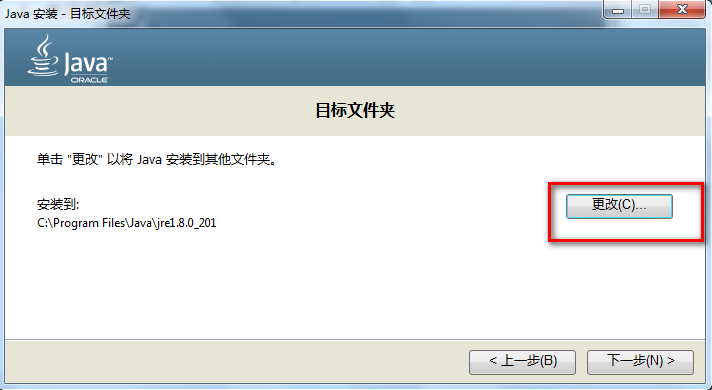 Java 安装 - 目标文件夹
Java™
ORACLE
目标文件夹
单击 "更改" 以将 Java 安装到其他文件夹。
安装到:
更改(C)...
C:\Program Files\Java\jre1.8.0_201
< 上一步(B)
下一步(N) >